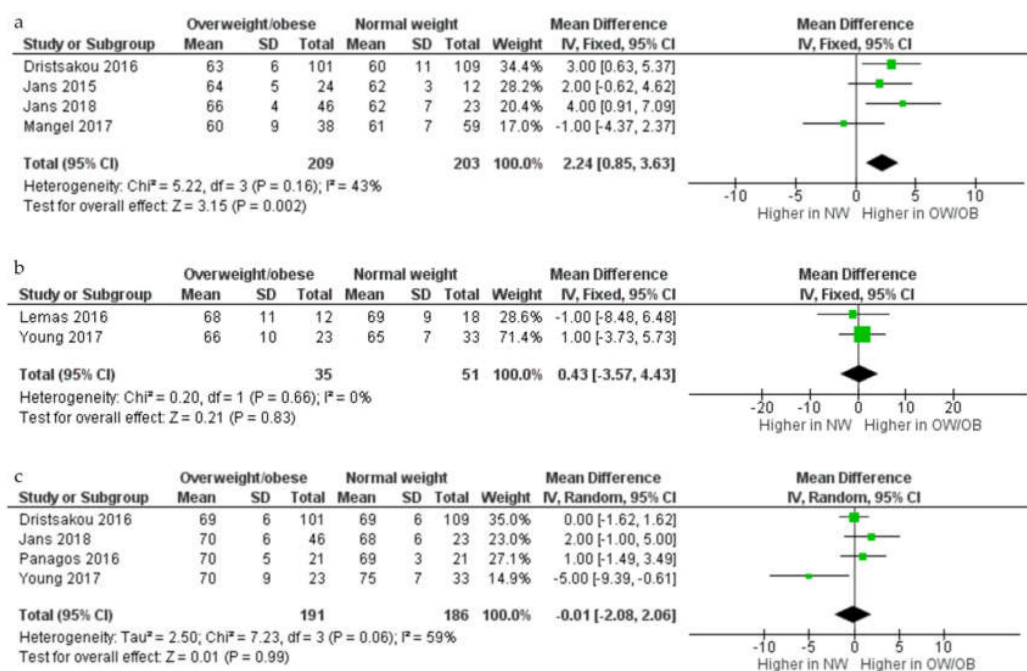 a
Overweight/obese Normal weight Mean Difference Mean Difference
Study or Subgroup Mean SD Total Mean SD Total Weight IV, Fixed, 95% CI IV, Fixed, 95% CI
Dristsakou 2016 63 6 101 60 11 109 34.4% 3.00 [0.63, 5.37]
Jans 2015 64 5 24 62 3 12 28.2% 2.00 [-0.62, 4.62]
Jans 2018 66 4 46 62 7 23 20.4% 4.00 [0.91, 7.09]
Mangel 2017 60 9 38 61 7 59 17.0% -1.00 [-4.37, 2.37]
Total (95% CI) 209 203 100.0% 2.24 [0.85, 3.63]
Heterogeneity: Chi² = 5.22, df = 3 (P = 0.16); I² = 43%
Test for overall effect: Z = 3.15 (P = 0.002)
-10 -5 0 5 10
Higher in NW Higher in OW/OB
b
Overweight/obese Normal weight Mean Difference Mean Difference
Study or Subgroup Mean SD Total Mean SD Total Weight IV, Fixed, 95% CI IV, Fixed, 95% CI
Lemas 2016 68 11 12 69 9 18 28.6% -1.00 [-8.48, 6.48]
Young 2017 66 10 23 65 7 33 71.4% 1.00 [-3.73, 5.73]
Total (95% CI) 35 51 100.0% 0.43 [-3.57, 4.43]
Heterogeneity: Chi² = 0.20, df = 1 (P = 0.66); I² = 0%
Test for overall effect: Z = 0.21 (P = 0.83)
-20 -10 0 10 20
Higher in NW Higher in OW/OB
c
Overweight/obese Normal weight Mean Difference Mean Difference
Study or Subgroup Mean SD Total Mean SD Total Weight IV, Random, 95% CI IV, Random, 95% CI
Dristsakou 2016 69 6 101 69 6 109 35.0% 0.00 [-1.62, 1.62]
Jans 2018 70 6 46 68 6 23 23.0% 2.00 [-1.00, 5.00]
Panagos 2016 70 5 21 69 3 21 27.1% 1.00 [-1.49, 3.49]
Young 2017 70 9 23 75 7 33 14.9% -5.00 [-9.39, -0.61]
Total (95% CI) 191 186 100.0% -0.01 [-2.08, 2.06]
Heterogeneity: Tau² = 2.50; Chi² = 7.23, df = 3 (P = 0.06); I² = 59%
Test for overall effect: Z = 0.01 (P = 0.99)
-10 -5 0 5 10
Higher in NW Higher in OW/OB